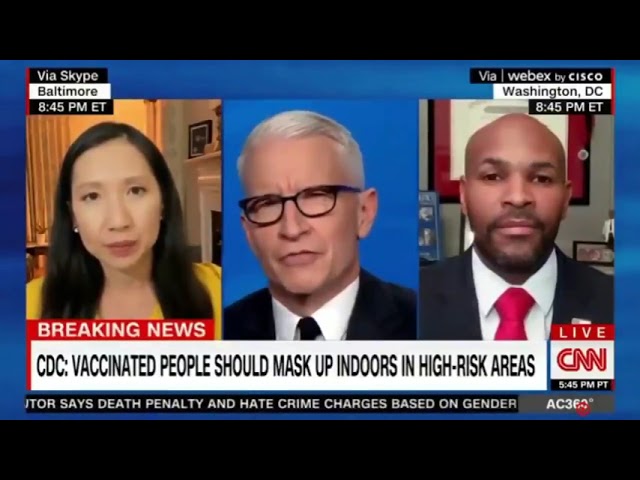 Via Skype
Baltimore
8:45 PM ET
Via webex by CISCO
Washington, DC
8:45 PM ET
BREAKING NEWS
CDC: VACCINATED PEOPLE SHOULD MASK UP INDOORS IN HIGH-RISK AREAS
LIVE
CNN
5:45 PM PT
UTOR SAYS DEATH PENALTY AND HATE CRIME CHARGES BASED ON GENDER
AC360°